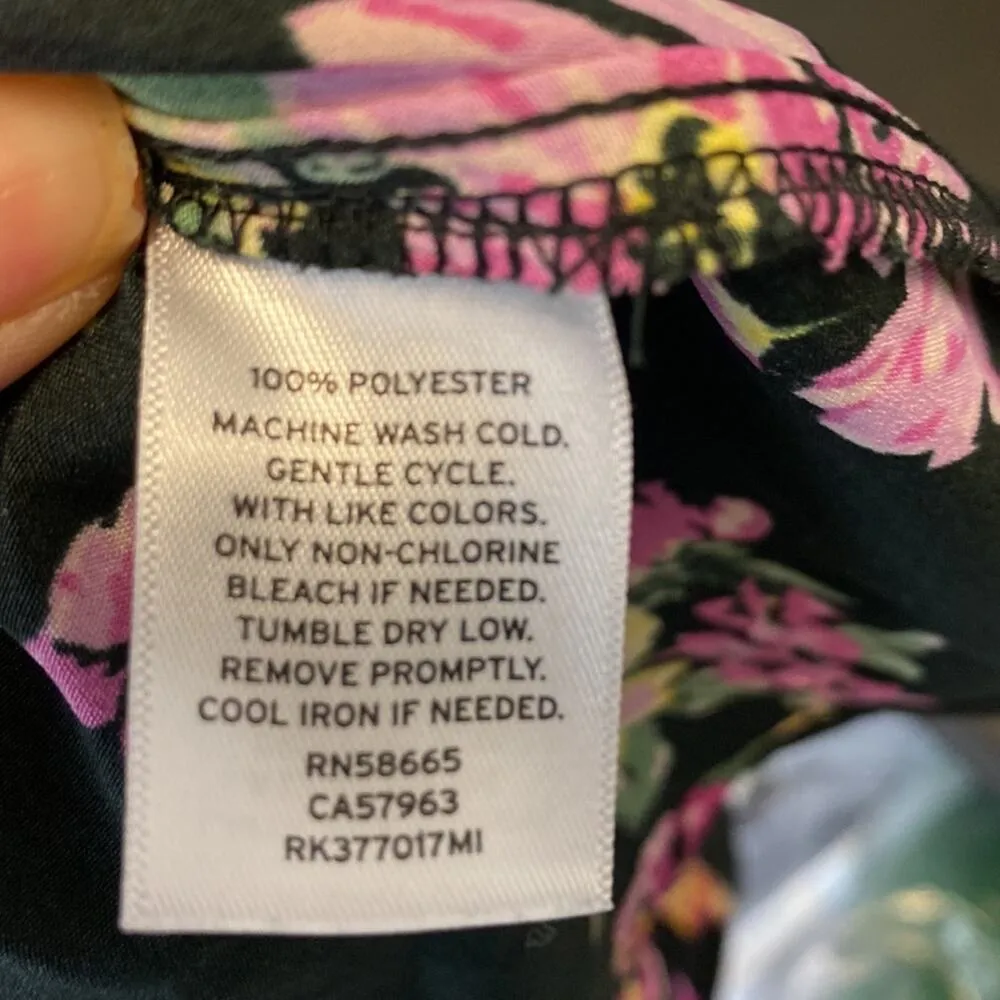 100% POLYESTER
MACHINE WASH COLD.
GENTLE CYCLE.
WITH LIKE COLORS.
ONLY NON-CHLORINE
BLEACH IF NEEDED.
TUMBLE DRY LOW.
REMOVE PROMPTLY.
COOL IRON IF NEEDED.
RN58665
CA57963
RK377017MI